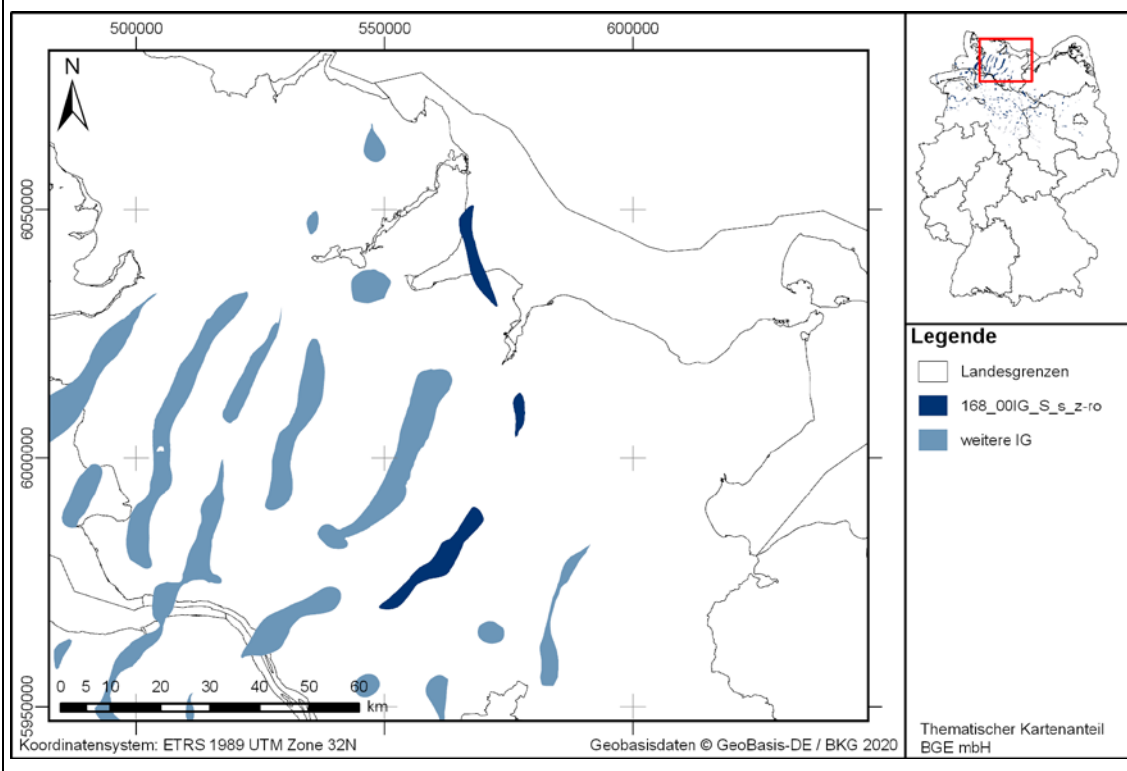 500000
550000
600000
N
6050000
6000000
5950000
0 5 10 20 30 40 50 60
km
Koordinatensystem: ETRS 1989 UTM Zone 32N
Geobasisdaten © GeoBasis-DE / BKG 2020
Legende
Landesgrenzen
168_00IG_S_s_z-ro
weitere IG
Thematischer Kartenanteil
BGE mbH